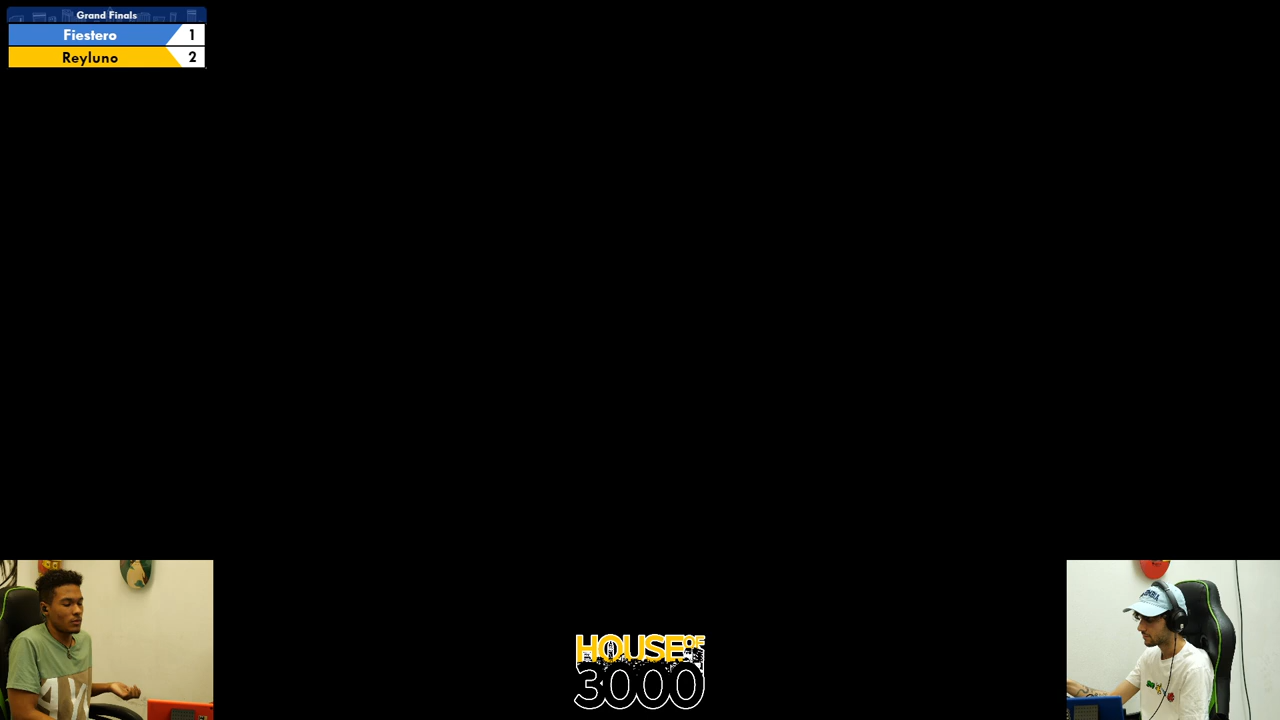 Grand Finals
Fiestero 1
Reyluno 2
HOUSE OF
3000